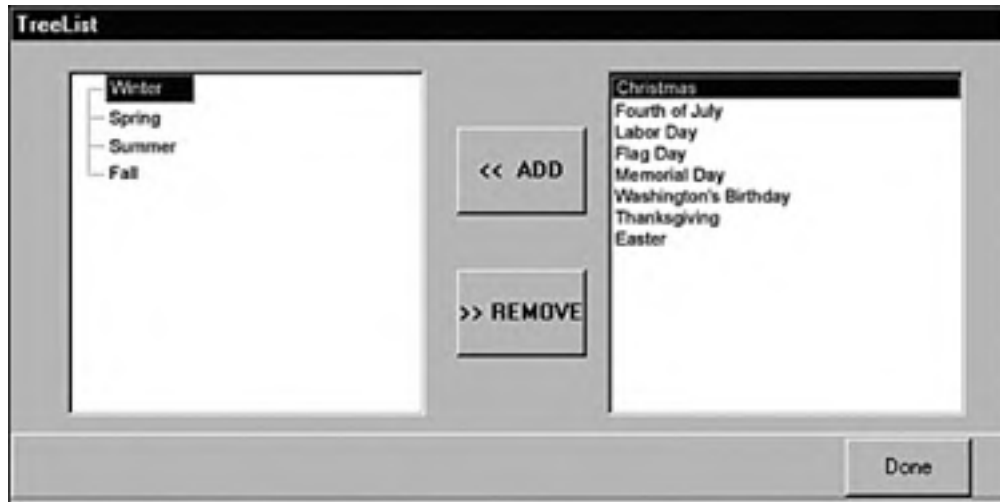 TreeList
Winter
Spring
Summer
Fall
<< ADD
>> REMOVE
Christmas
Fourth of July
Labor Day
Flag Day
Memorial Day
Washington's Birthday
Thanksgiving
Easter
Done